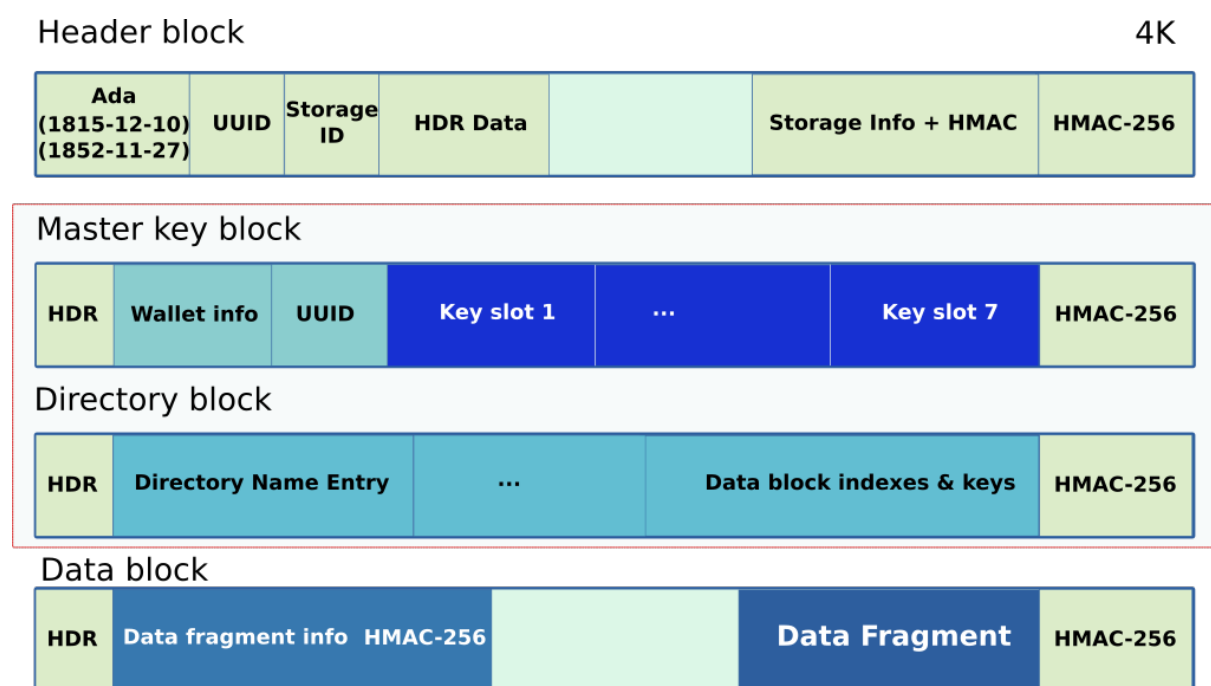 Header block 4K
Ada
(1815-12-10)
(1852-11-27)
UUID
Storage
ID
HDR Data
Storage Info + HMAC
HMAC-256
Master key block
HDR
Wallet info
UUID
Key slot 1
...
Key slot 7
HMAC-256
Directory block
HDR
Directory Name Entry
...
Data block indexes & keys
HMAC-256
Data block
HDR
Data fragment info HMAC-256
Data Fragment
HMAC-256